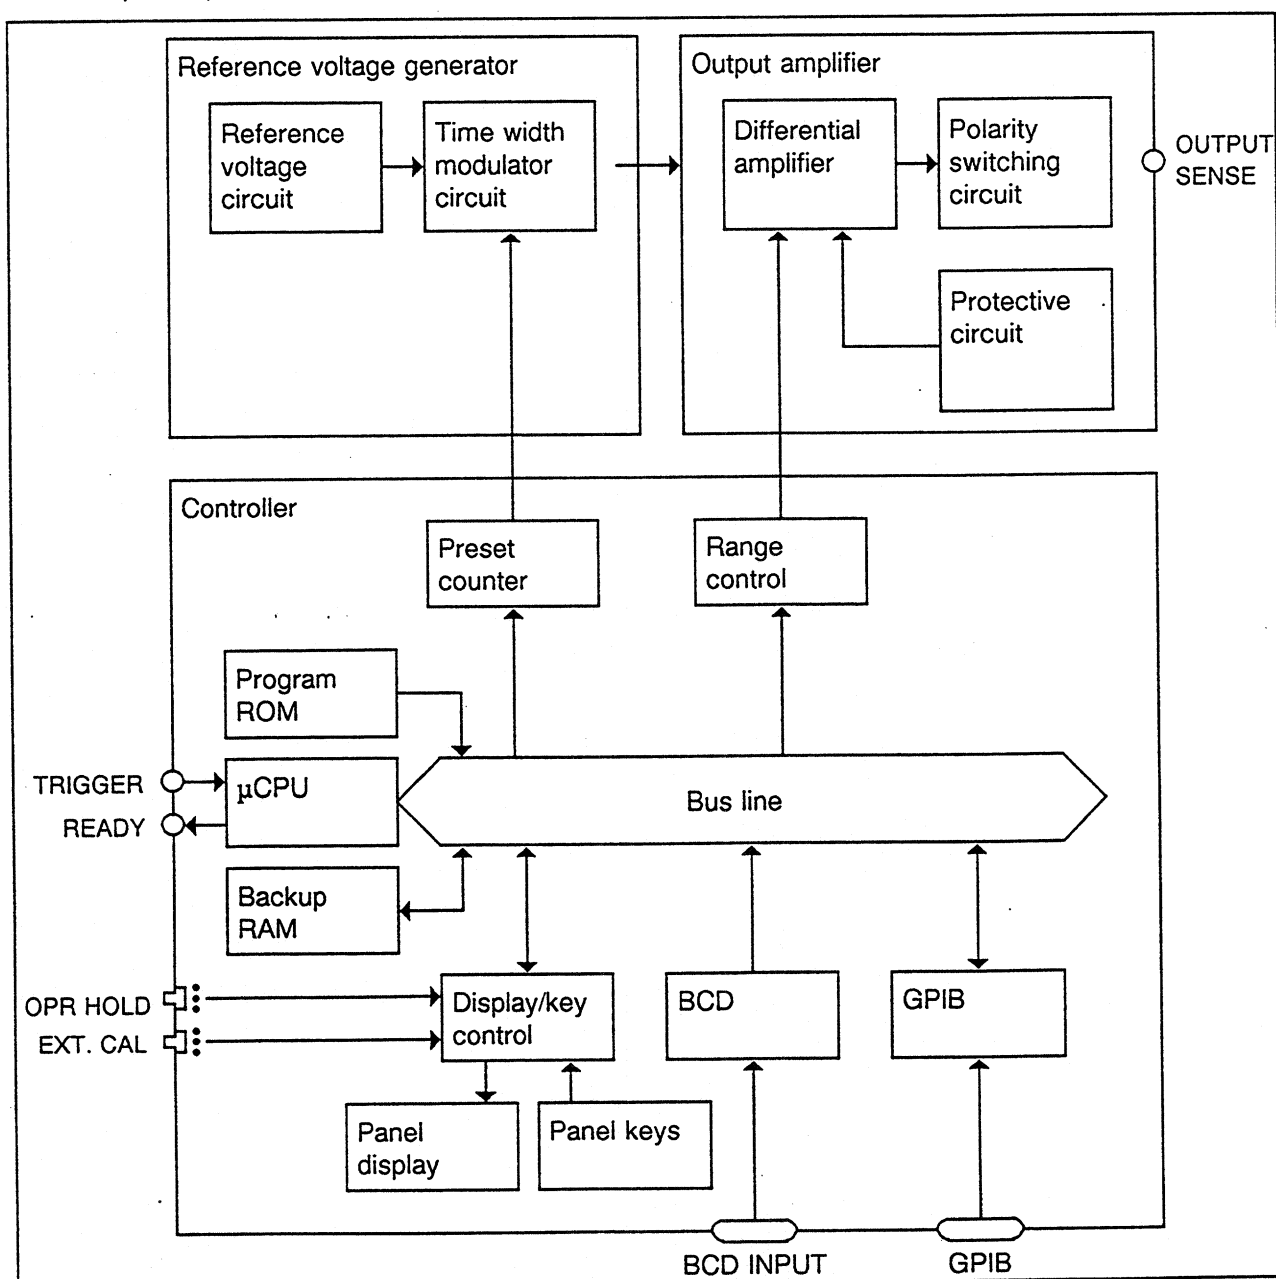 Reference voltage generator
Reference
voltage
circuit
Time width
modulator
circuit
Output amplifier
Differential
amplifier
Polarity
switching
circuit
Protective
circuit
OUTPUT
SENSE
Controller
Preset
counter
Range
control
Program
ROM
TRIGGER
READY
µCPU
Bus line
Backup
RAM
OPR HOLD
EXT. CAL
Display/key
control
BCD
GPIB
Panel
display
Panel keys
BCD INPUT
GPIB